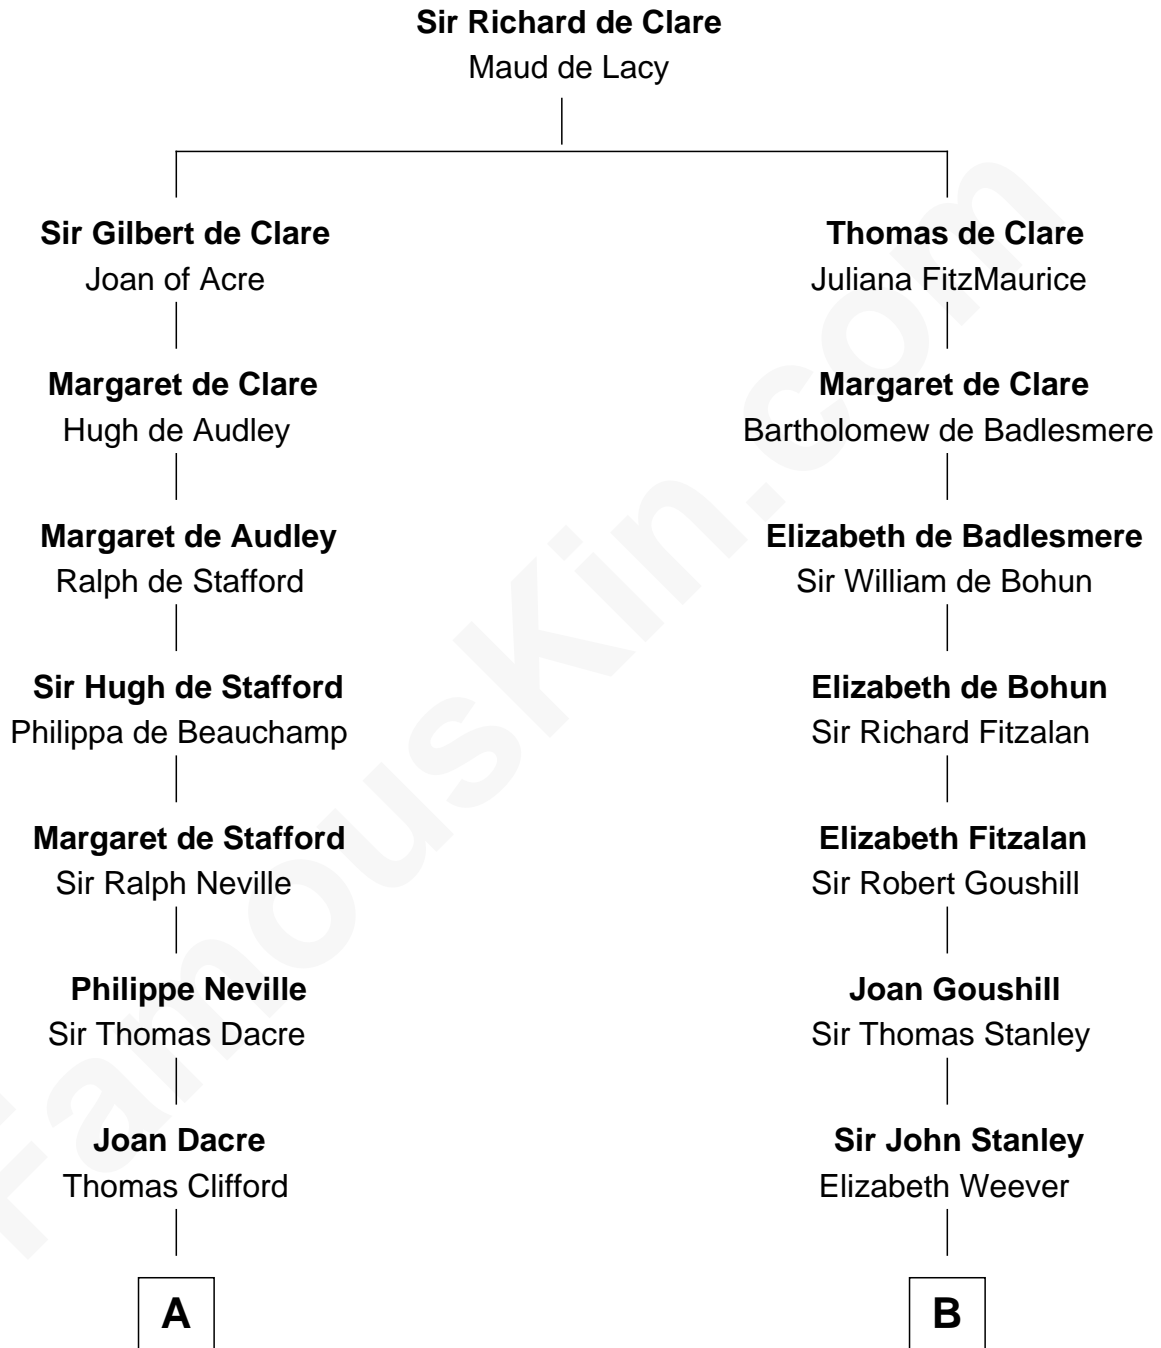 Sir Richard de Clare
Maud de Lacy
Sir Gilbert de Clare
Joan of Acre
Margaret de Clare
Hugh de Audley
Margaret de Audley
Ralph de Stafford
Sir Hugh de Stafford
Philippa de Beauchamp
Margaret de Stafford
Sir Ralph Neville
Philippe Neville
Sir Thomas Dacre
Joan Dacre
Thomas Clifford
A
Thomas de Clare
Juliana FitzMaurice
Margaret de Clare
Bartholomew de Badlesmere
Elizabeth de Badlesmere
Sir William de Bohun
Elizabeth de Bohun
Sir Richard Fitzalan
Elizabeth Fitzalan
Sir Robert Goushill
Joan Goushill
Sir Thomas Stanley
Sir John Stanley
Elizabeth Weever
B
FamousKin.com